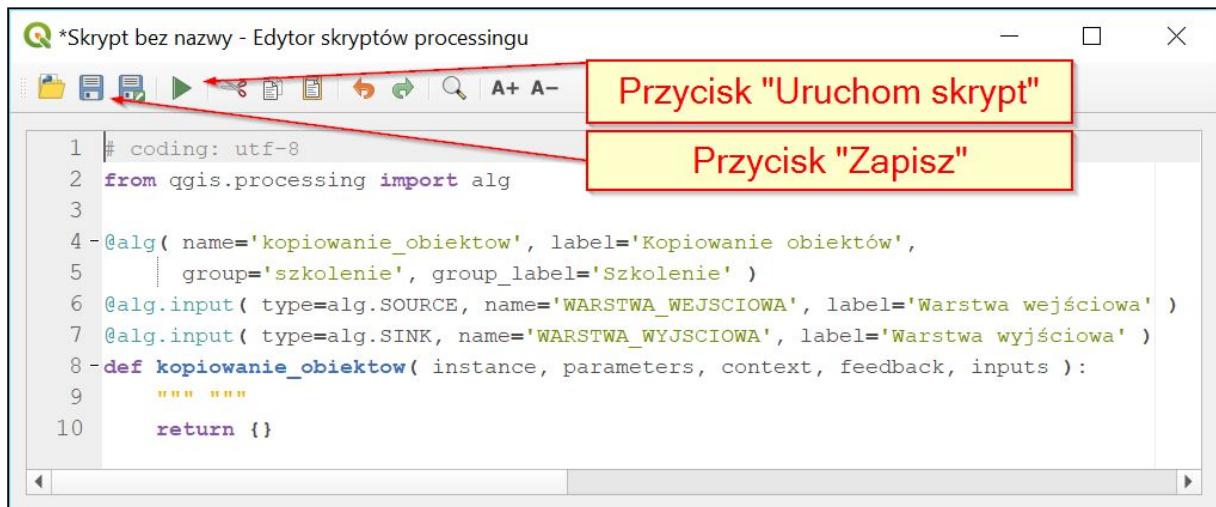 *Skrypt bez nazwy - Edytor skryptów processingu
A+ A-
Przycisk "Uruchom skrypt"
Przycisk "Zapisz"
1 # coding: utf-8
2 from qgis.processing import alg
3
4 @alg( name='kopiowanie_obiektow', label='Kopiowanie obiektów',
5 group='szkolenie', group_label='Szkolenie' )
6 @alg.input( type=alg.SOURCE, name='WARSTWA_WEJSCIOWA', label='Warstwa wejściowa' )
7 @alg.input( type=alg.SINK, name='WARSTWA_WYJSCIOWA', label='Warstwa wyjściowa' )
8 def kopiowanie_obiektow( instance, parameters, context, feedback, inputs ):
9 """ """
10 return {}